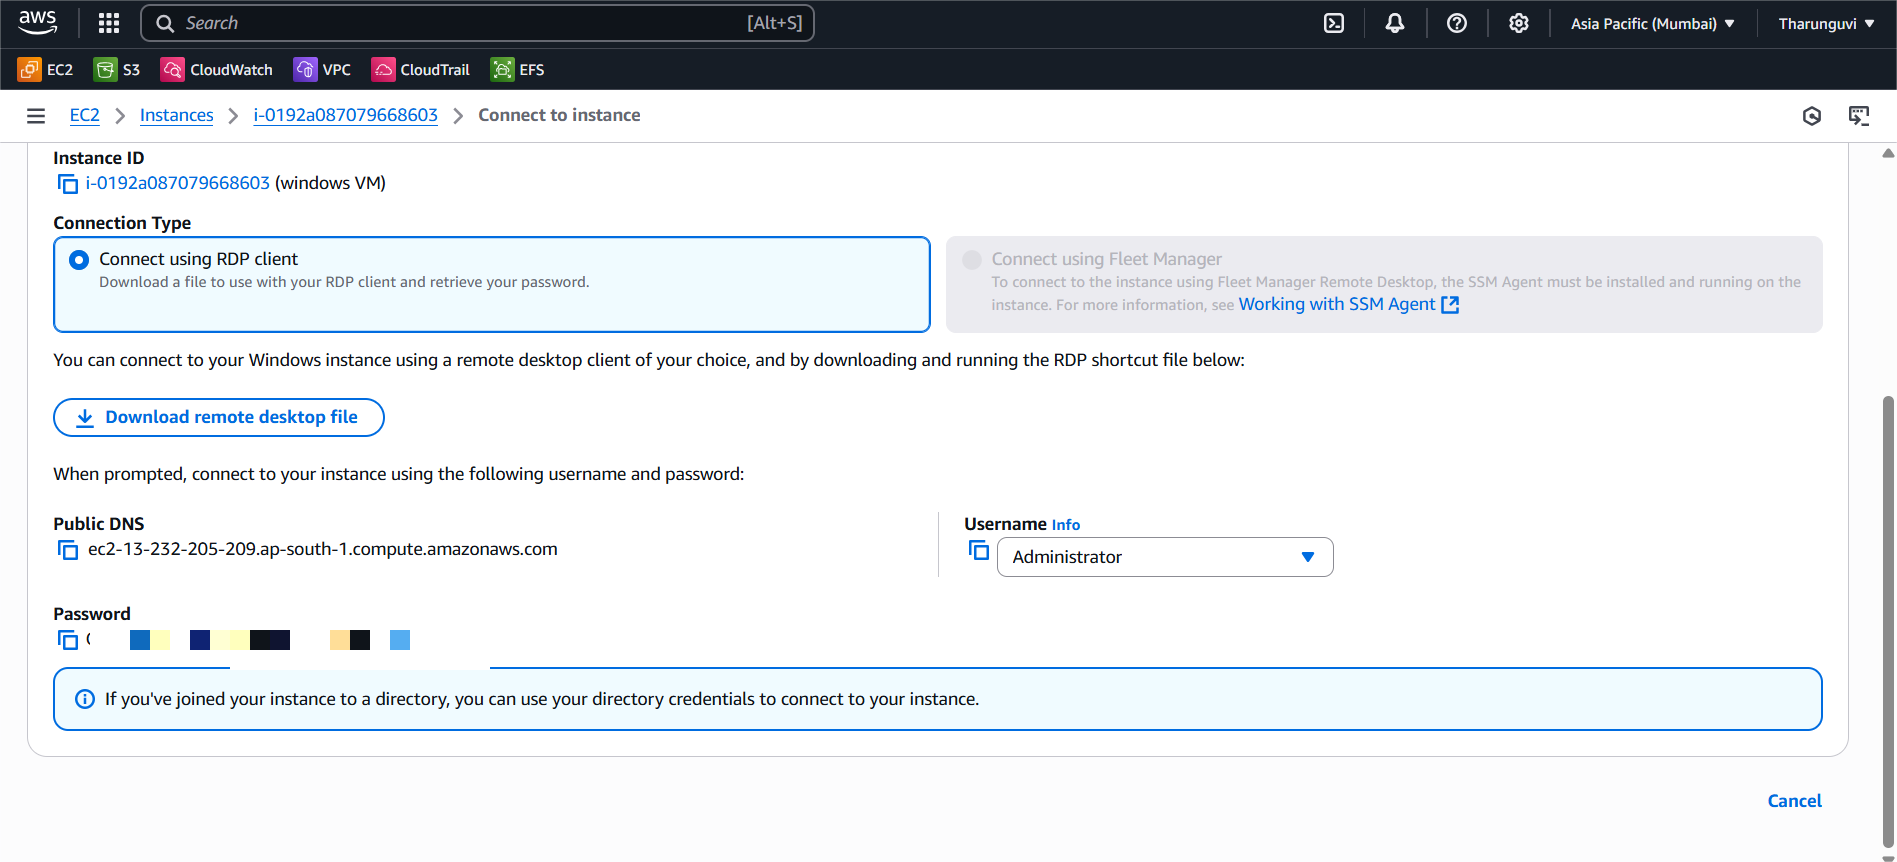 aws
Search [Alt+S]
Asia Pacific (Mumbai)
Tharunguvi
EC2 S3 CloudWatch VPC CloudTrail EFS
EC2 Instances i-0192a087079668603 Connect to instance
Instance ID
i-0192a087079668603 (windows VM)
Connection Type
Connect using RDP client
Download a file to use with your RDP client and retrieve your password.
Connect using Fleet Manager
To connect to the instance using Fleet Manager Remote Desktop, the SSM Agent must be installed and running on the
instance. For more information, see Working with SSM Agent
You can connect to your Windows instance using a remote desktop client of your choice, and by downloading and running the RDP shortcut file below:
Download remote desktop file
When prompted, connect to your instance using the following username and password:
Public DNS
ec2-13-232-205-209.ap-south-1.compute.amazonaws.com
Username Info
Administrator
Password
If you've joined your instance to a directory, you can use your directory credentials to connect to your instance.
Cancel